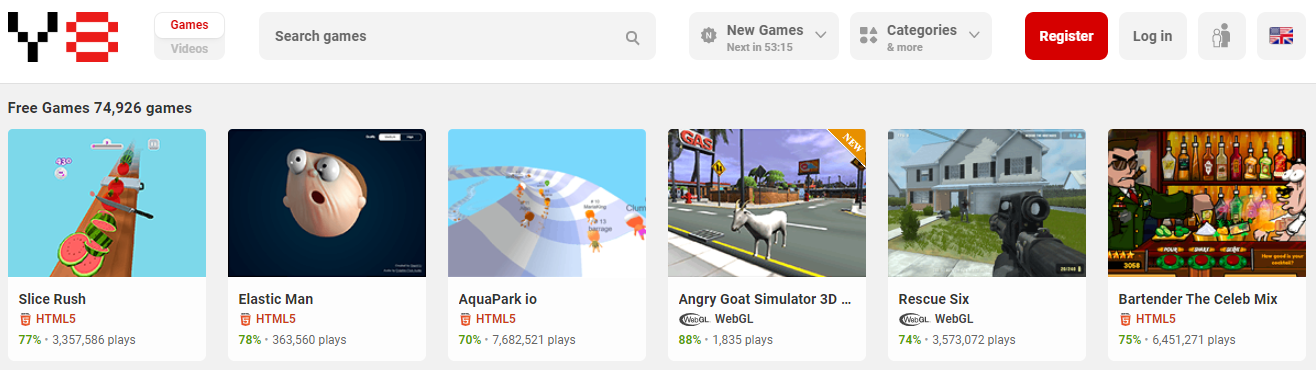 Y8
Games
Videos
Search games
New Games
Next in 53:15
Categories
& more
Register
Log in
Free Games 74,926 games
NEW
GAS
Slice Rush
HTML5
77% • 3,357,586 plays
Elastic Man
HTML5
78% • 363,560 plays
AquaPark io
HTML5
70% • 7,682,521 plays
Angry Goat Simulator 3D ...
WebGL WebGL
88% • 1,835 plays
Rescue Six
WebGL WebGL
74% • 3,573,072 plays
3058
Bartender The Celeb Mix
HTML5
75% • 6,451,271 plays